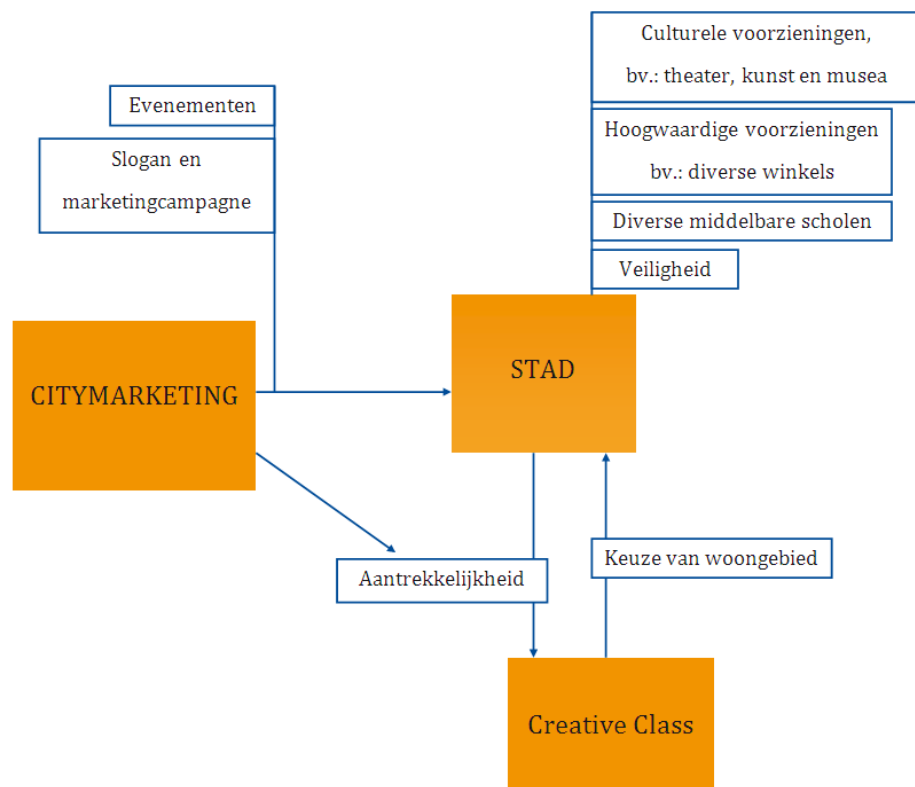 Culturele voorzieningen,
bv.: theater, kunst en musea
Evenementen
Hoogwaardige voorzieningen
bv.: diverse winkels
Slogan en
marketingcampagne
Diverse middelbare scholen
Veiligheid
STAD
CITYMARKETING
Keuze van woongebied
Aantrekkelijkheid
Creative Class